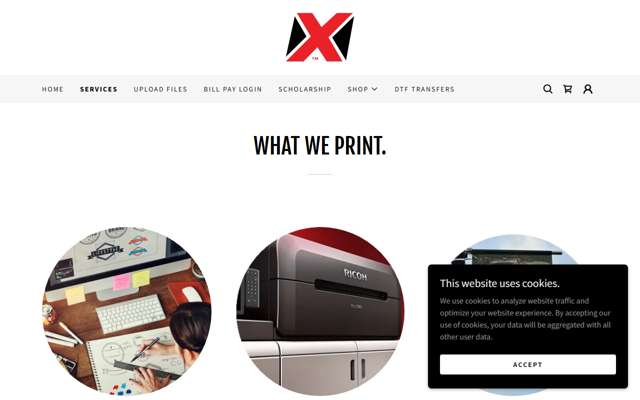 X
TM
HOME SERVICES UPLOAD FILES BILL PAY LOGIN SCHOLARSHIP SHOP DTF TRANSFERS
WHAT WE PRINT.
LIFESTYLE
RICOH
This website uses cookies.
We use cookies to analyze website traffic and
optimize your website experience. By accepting our
use of cookies, your data will be aggregated with all
other user data.
ACCEPT